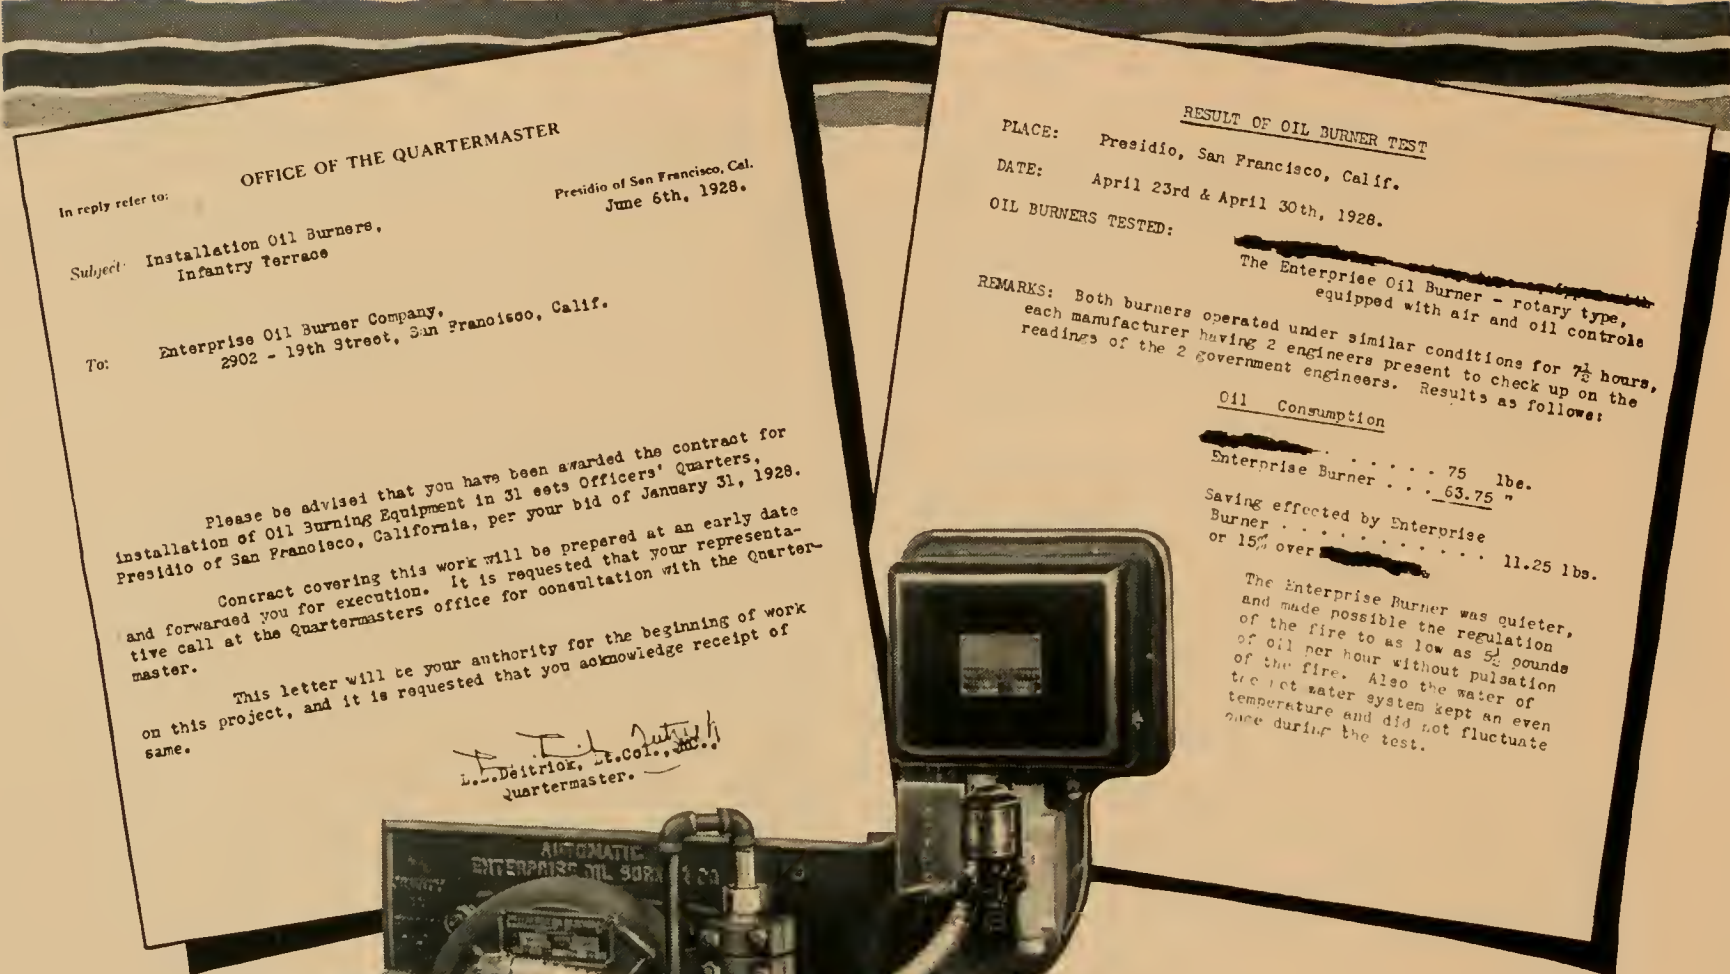 OFFICE OF THE QUARTERMASTER
In reply refer to:
Presidio of San Francisco, Cal.
June 6th, 1928.
Subject: Installation Oil Burners,
Infantry Terrace
To: Enterprise Oil Burner Company,
2902 - 19th Street, San Francisco, Calif.
Please be advised that you have been awarded the contract for
installation of Oil Burning Equipment in 31 sets Officers' Quarters,
Presidio of San Francisco, California, per your bid of January 31, 1928.
Contract covering this work will be prepared at an early date
and forwarded you for execution. It is requested that your representa-
tive call at the Quartermasters office for consultation with the Quarter-
master.
This letter will be your authority for the beginning of work
on this project, and it is requested that you acknowledge receipt of
same.
Deitrick, Lt.Col.,
Quartermaster.
RESULT OF OIL BURNER TEST
PLACE: Presidio, San Francisco, Calif.
DATE: April 23rd & April 30th, 1928.
OIL BURNERS TESTED:
The Enterprise Oil Burner - rotary type,
equipped with air and oil controls
REMARKS: Both burners operated under similar conditions for 7½ hours,
each manufacturer having 2 engineers present to check up on the
readings of the 2 government engineers. Results as follows:
Oil Consumption
. . . . . . 75 lbs.
Enterprise Burner . . . 63.75 "
Saving effected by Enterprise
Burner . . . . . . . . . . 11.25 lbs.
or 15% over
The Enterprise Burner was quieter,
and made possible the regulation
of the fire to as low as 5½ pounds
of oil per hour without pulsation
of the fire. Also the water of
the hot water system kept an even
temperature and did not fluctuate
once during the test.
AUTOMATIC
ENTERPRISE OIL BURNER CO